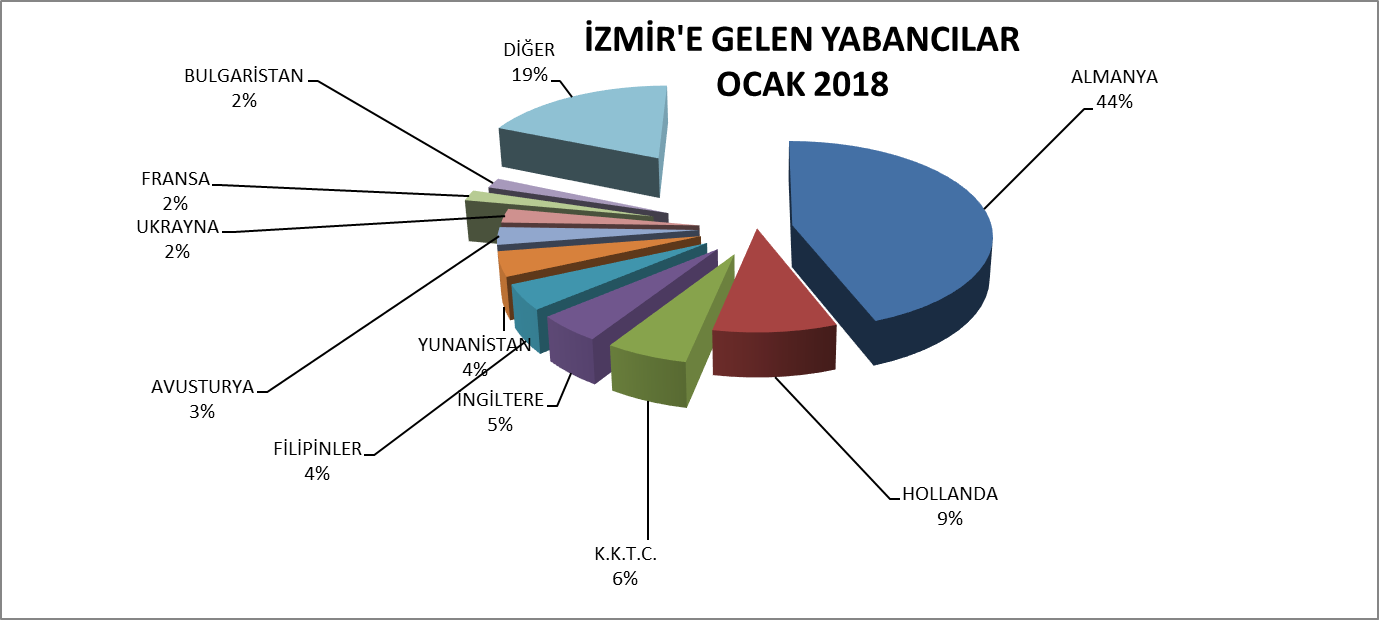 İZMİR'E GELEN YABANCILAR
OCAK 2018
ALMANYA
44%
HOLLANDA
9%
K.K.T.C.
6%
İNGİLTERE
5%
FİLİPİNLER
4%
YUNANİSTAN
4%
AVUSTURYA
3%
UKRAYNA
2%
FRANSA
2%
BULGARİSTAN
2%
DİĞER
19%